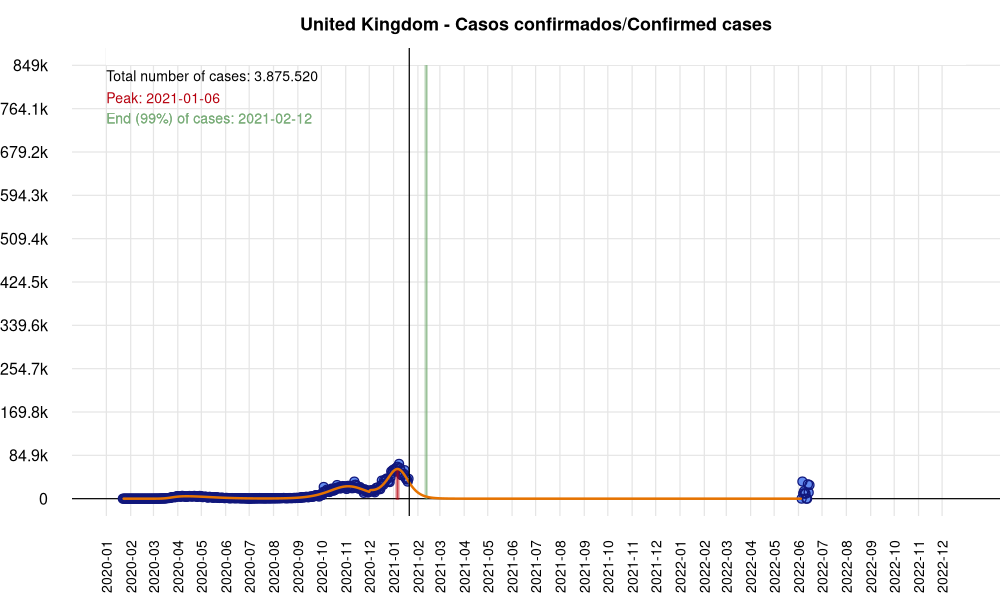 United Kingdom - Casos confirmados/Confirmed cases
Total number of cases: 3.875.520
Peak: 2021-01-06
End (99%) of cases: 2021-02-12
849k
764.1k
679.2k
594.3k
509.4k
424.5k
339.6k
254.7k
169.8k
84.9k
0
2020-01
2020-02
2020-03
2020-04
2020-05
2020-06
2020-07
2020-08
2020-09
2020-10
2020-11
2020-12
2021-01
2021-02
2021-03
2021-04
2021-05
2021-06
2021-07
2021-08
2021-09
2021-10
2021-11
2021-12
2022-01
2022-02
2022-03
2022-04
2022-05
2022-06
2022-07
2022-08
2022-09
2022-10
2022-11
2022-12